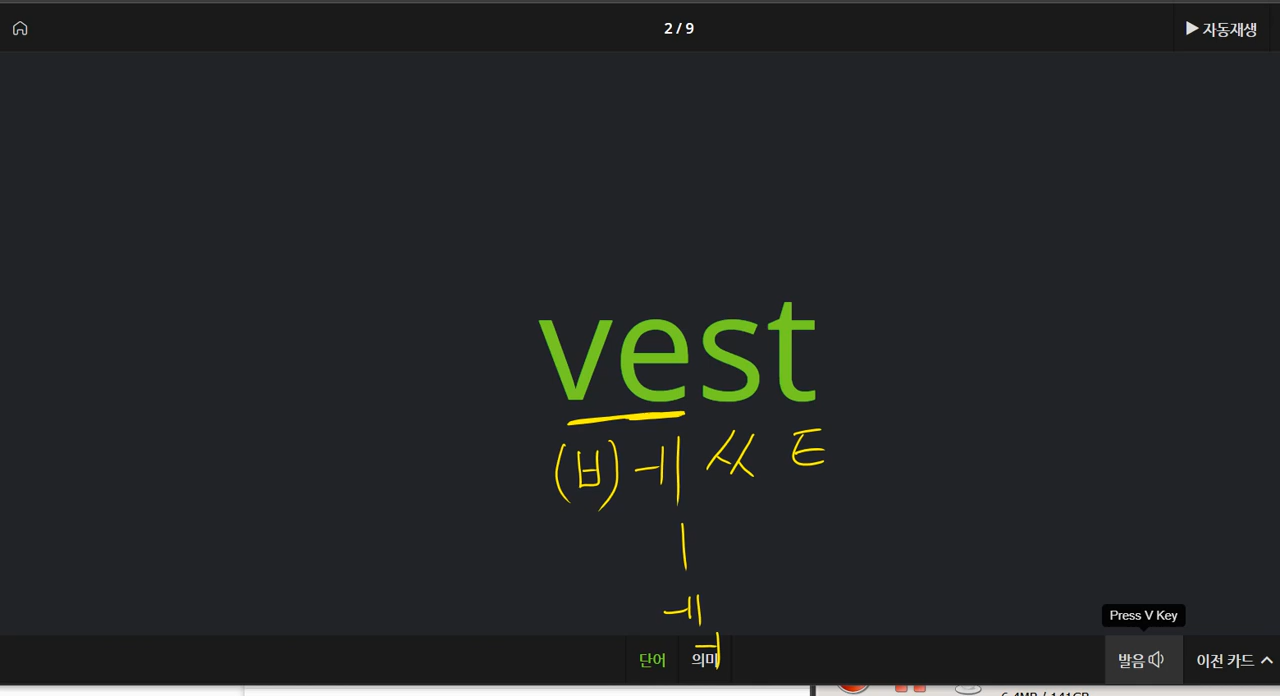 2 / 9
▶ 자동재생
vest
(ㅂ) ㅔ ㅆ ㅌ
ㅣ
ㅔ
ㅓ
Press V Key
단어 의미 발음 이전 카드